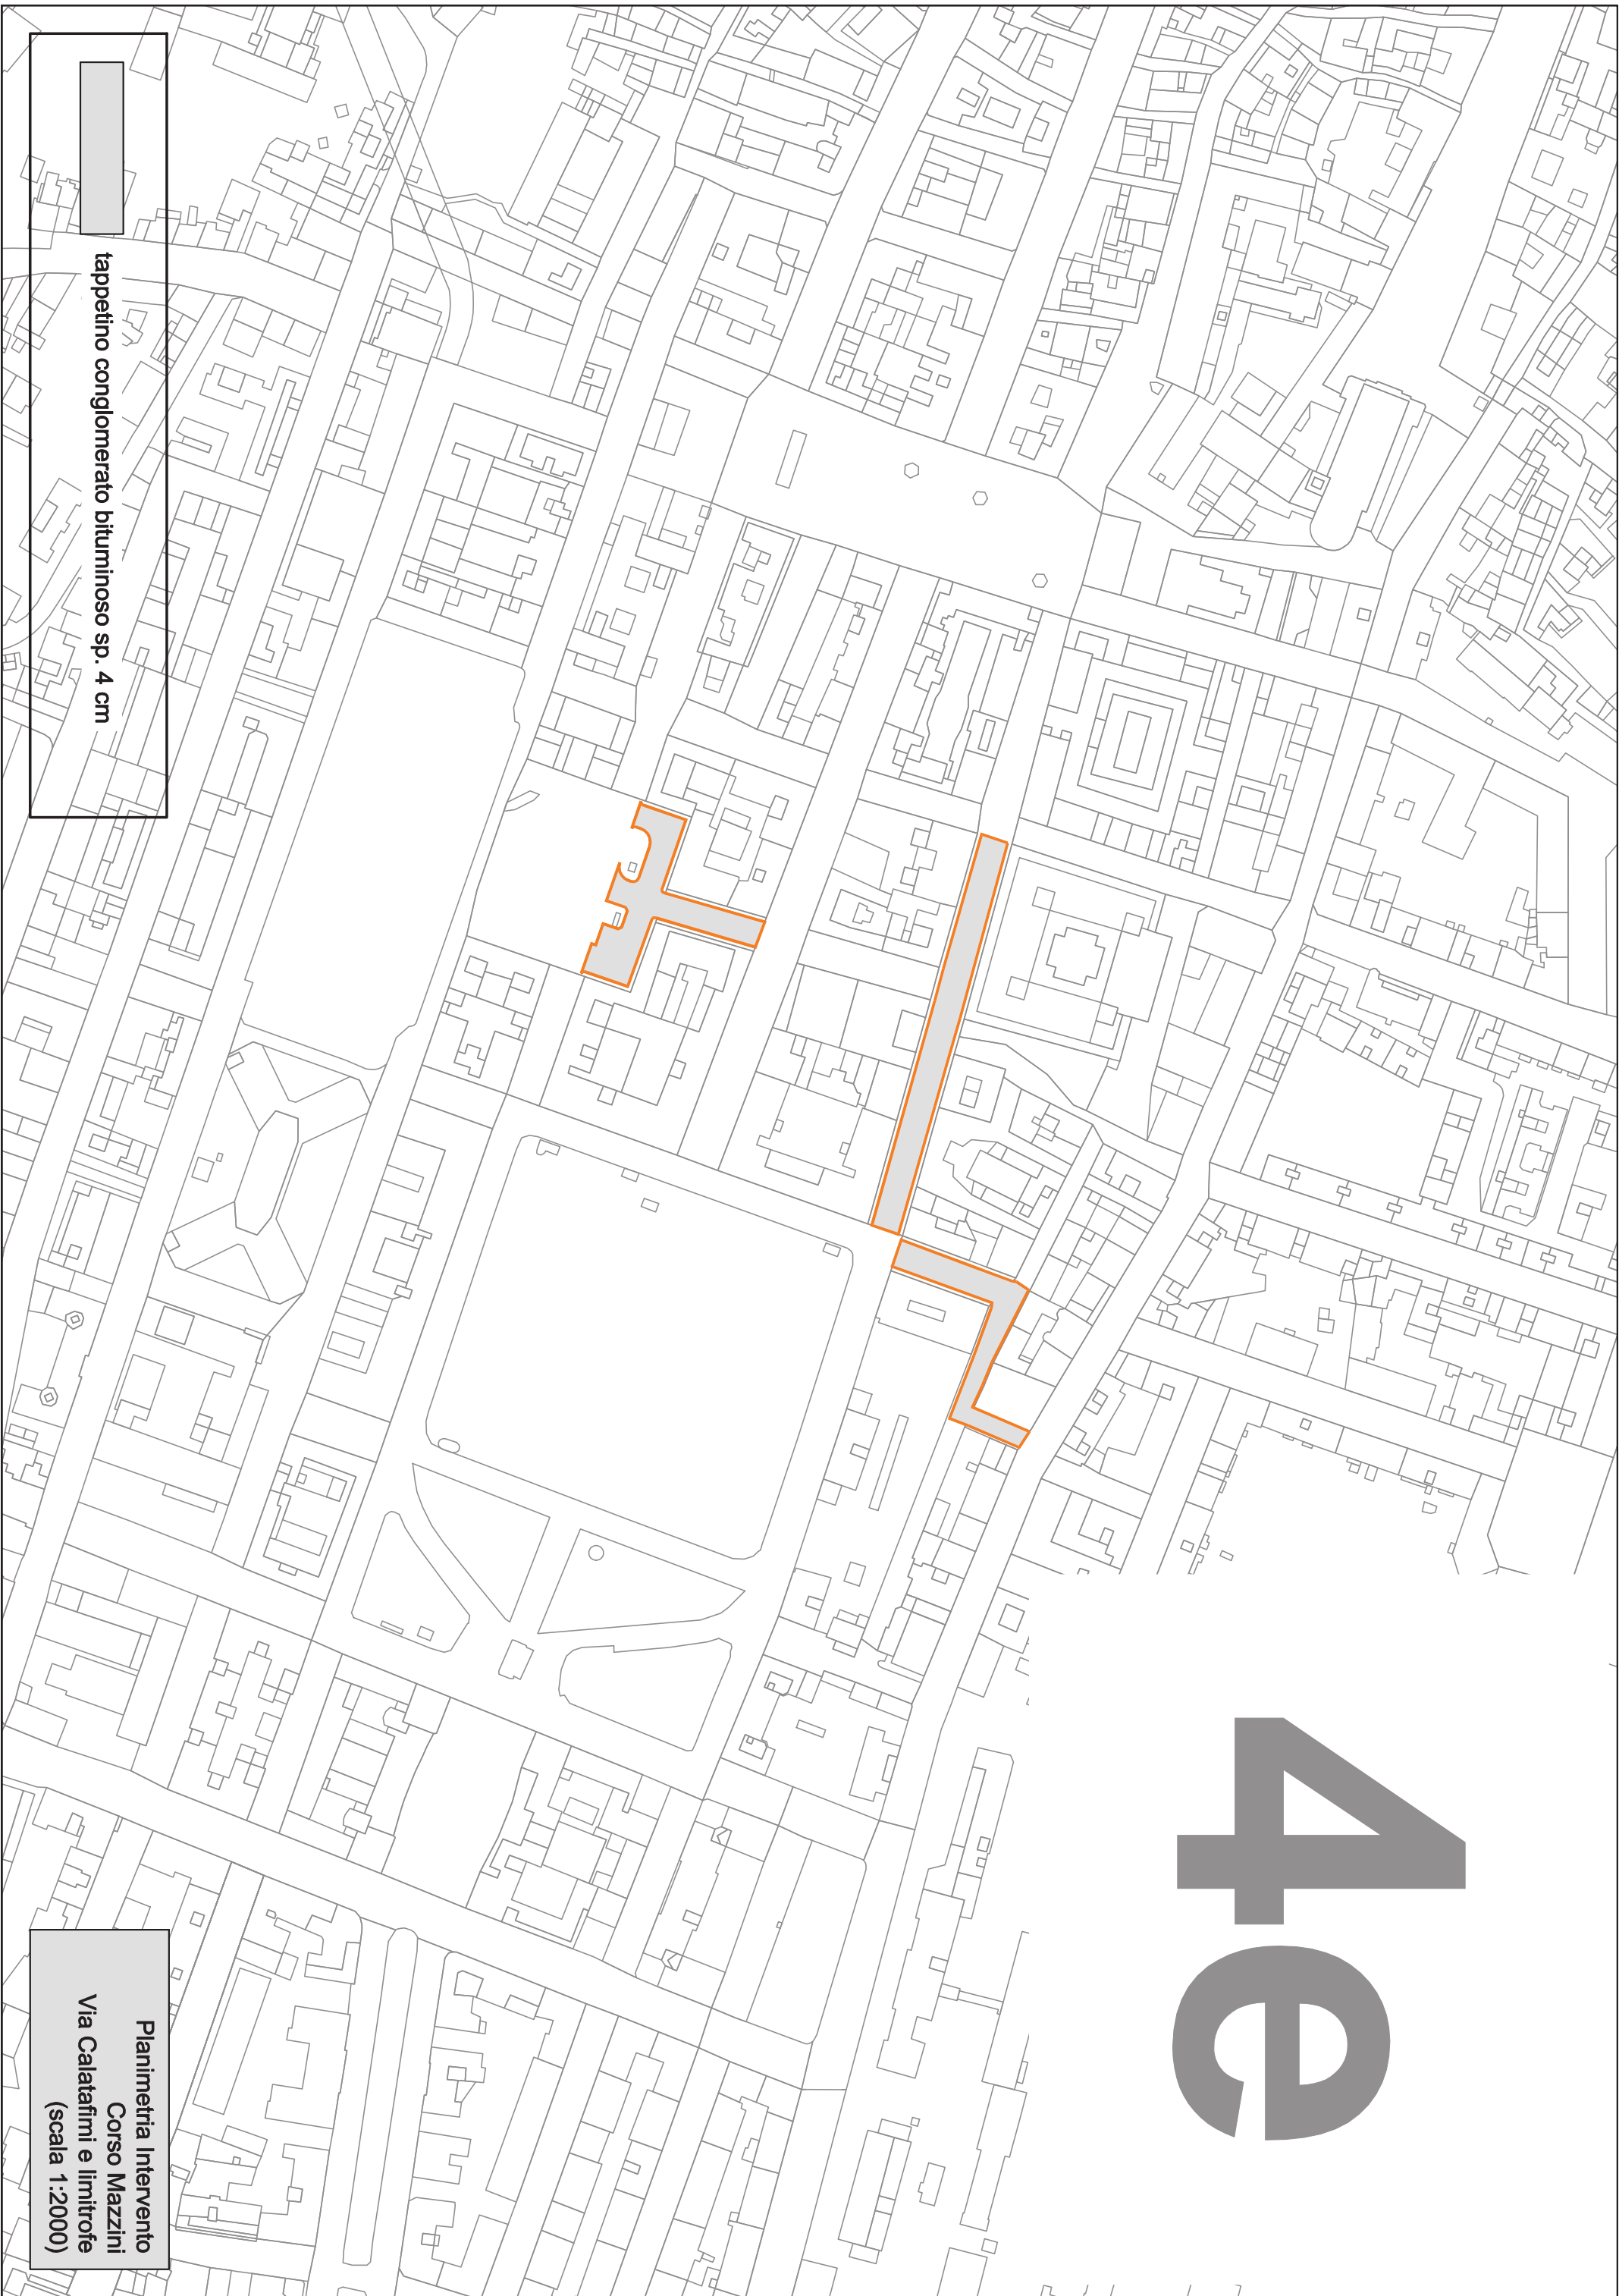 4e
tappetino conglomerato bituminoso sp. 4 cm
Planimetria Intervento
Corso Mazzini
Via Calatafimi e limitrofe
(scala 1:2000)